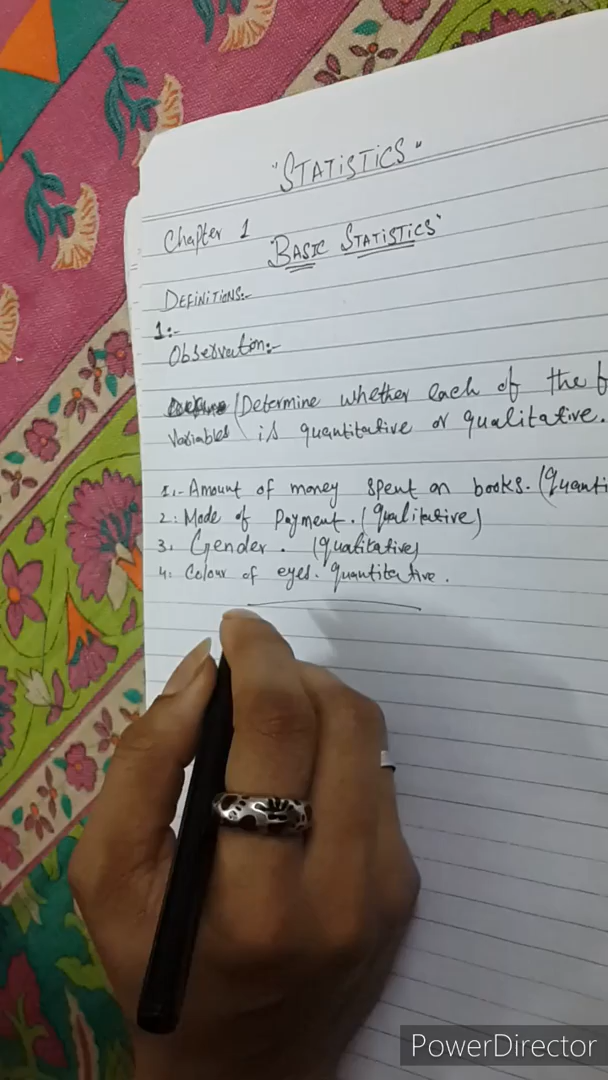 "STATISTICS"
Chapter 1
"BASIC STATISTICS"
DEFINITIONS:-
1:-
Observation:-
(Determine whether each of the f
variables is quantitative or qualitative.
1:- Amount of money spent on books. (Quanti
2: Mode of Payment. (Qualitative)
3. Gender. (Qualitative)
4: Colour of eyes. Quantitative.
PowerDirector